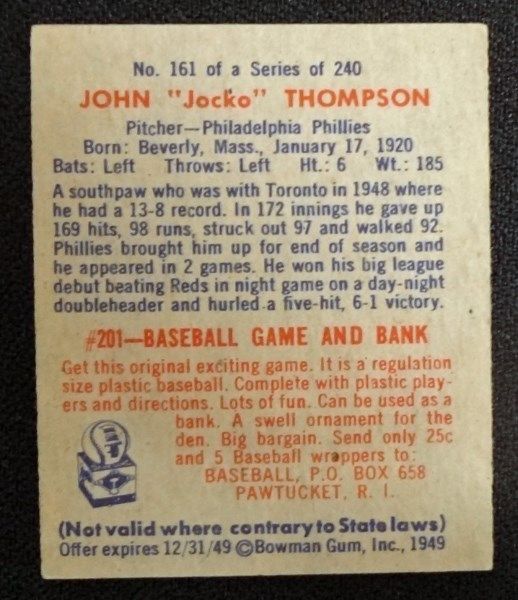 No. 161 of a Series of 240
JOHN "Jocko" THOMPSON
Pitcher—Philadelphia Phillies
Born: Beverly, Mass., January 17, 1920
Bats: Left Throws: Left Ht.: 6 Wt.: 185
A southpaw who was with Toronto in 1948 where
he had a 13-8 record. In 172 innings he gave up
169 hits, 98 runs, struck out 97 and walked 92.
Phillies brought him up for end of season and
he appeared in 2 games. He won his big league
debut beating Reds in night game on a day-night
doubleheader and hurled a five-hit, 6-1 victory.
#201—BASEBALL GAME AND BANK
Get this original exciting game. It is a regulation
size plastic baseball. Complete with plastic play-
ers and directions. Lots of fun. Can be used as a
bank. A swell ornament for the
den. Big bargain. Send only 25c
and 5 Baseball wrappers to:
BASEBALL, P.O. BOX 658
PAWTUCKET, R. I.
(Not valid where contrary to State laws)
Offer expires 12/31/49 ©Bowman Gum, Inc., 1949